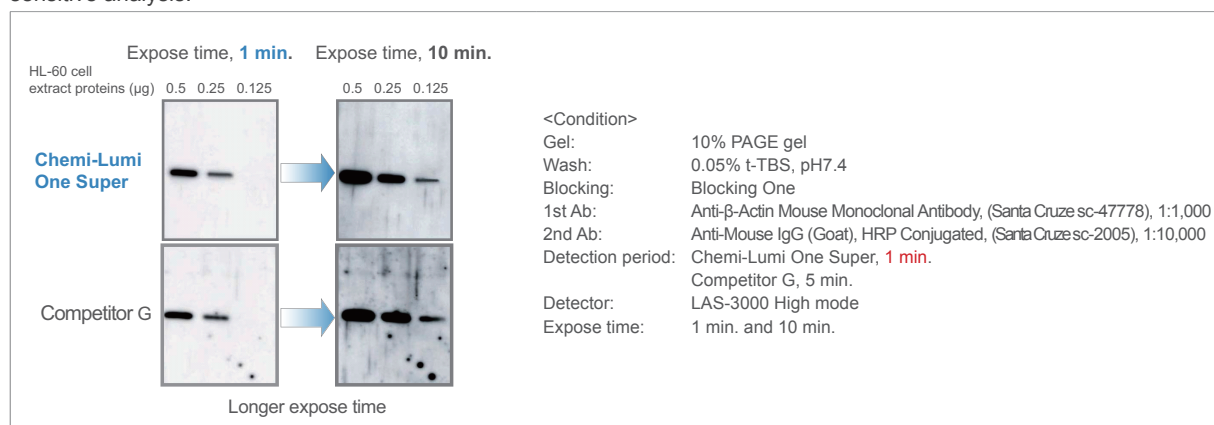 sensitive analysis.
Expose time, 1 min. Expose time, 10 min.
HL-60 cell
extract proteins (µg) 0.5 0.25 0.125 0.5 0.25 0.125
Chemi-Lumi
One Super
Competitor G
Longer expose time
<Condition>
Gel: 10% PAGE gel
Wash: 0.05% t-TBS, pH7.4
Blocking: Blocking One
1st Ab: Anti-β-Actin Mouse Monoclonal Antibody, (Santa Cruze sc-47778), 1:1,000
2nd Ab: Anti-Mouse IgG (Goat), HRP Conjugated, (Santa Cruze sc-2005), 1:10,000
Detection period: Chemi-Lumi One Super, 1 min.
Competitor G, 5 min.
Detector: LAS-3000 High mode
Expose time: 1 min. and 10 min.